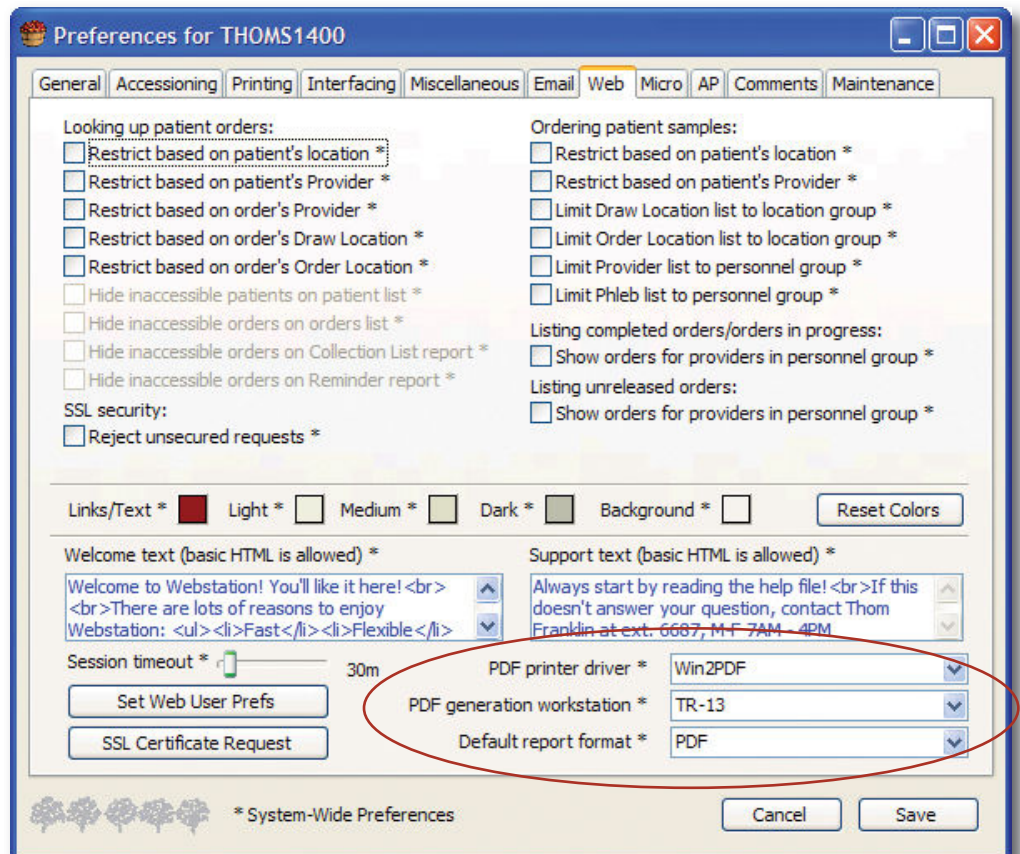 Preferences for THOMS1400
General Accessioning Printing Interfacing Miscellaneous Email Web Micro AP Comments Maintenance
Looking up patient orders:
Restrict based on patient's location *
Restrict based on patient's Provider *
Restrict based on order's Provider *
Restrict based on order's Draw Location *
Restrict based on order's Order Location *
Hide inaccessible patients on patient list *
Hide inaccessible orders on orders list *
Hide inaccessible orders on Collection List report *
Hide inaccessible orders on Reminder report *
SSL security:
Reject unsecured requests *
Ordering patient samples:
Restrict based on patient's location *
Restrict based on patient's Provider *
Limit Draw Location list to location group *
Limit Order Location list to location group *
Limit Provider list to personnel group *
Limit Phleb list to personnel group *
Listing completed orders/orders in progress:
Show orders for providers in personnel group *
Listing unreleased orders:
Show orders for providers in personnel group *
Links/Text * Light * Medium * Dark * Background * Reset Colors
Welcome text (basic HTML is allowed) *
Welcome to Webstation! You'll like it here!<br>
<br>There are lots of reasons to enjoy
Webstation: <ul><li>Fast</li><li>Flexible</li>
Support text (basic HTML is allowed) *
Always start by reading the help file!<br>If this
doesn't answer your question, contact Thom
Franklin at ext. 6687, M-F 7AM - 4PM
Session timeout * 30m
Set Web User Prefs
SSL Certificate Request
PDF printer driver * Win2PDF
PDF generation workstation * TR-13
Default report format * PDF
* System-Wide Preferences
Cancel Save